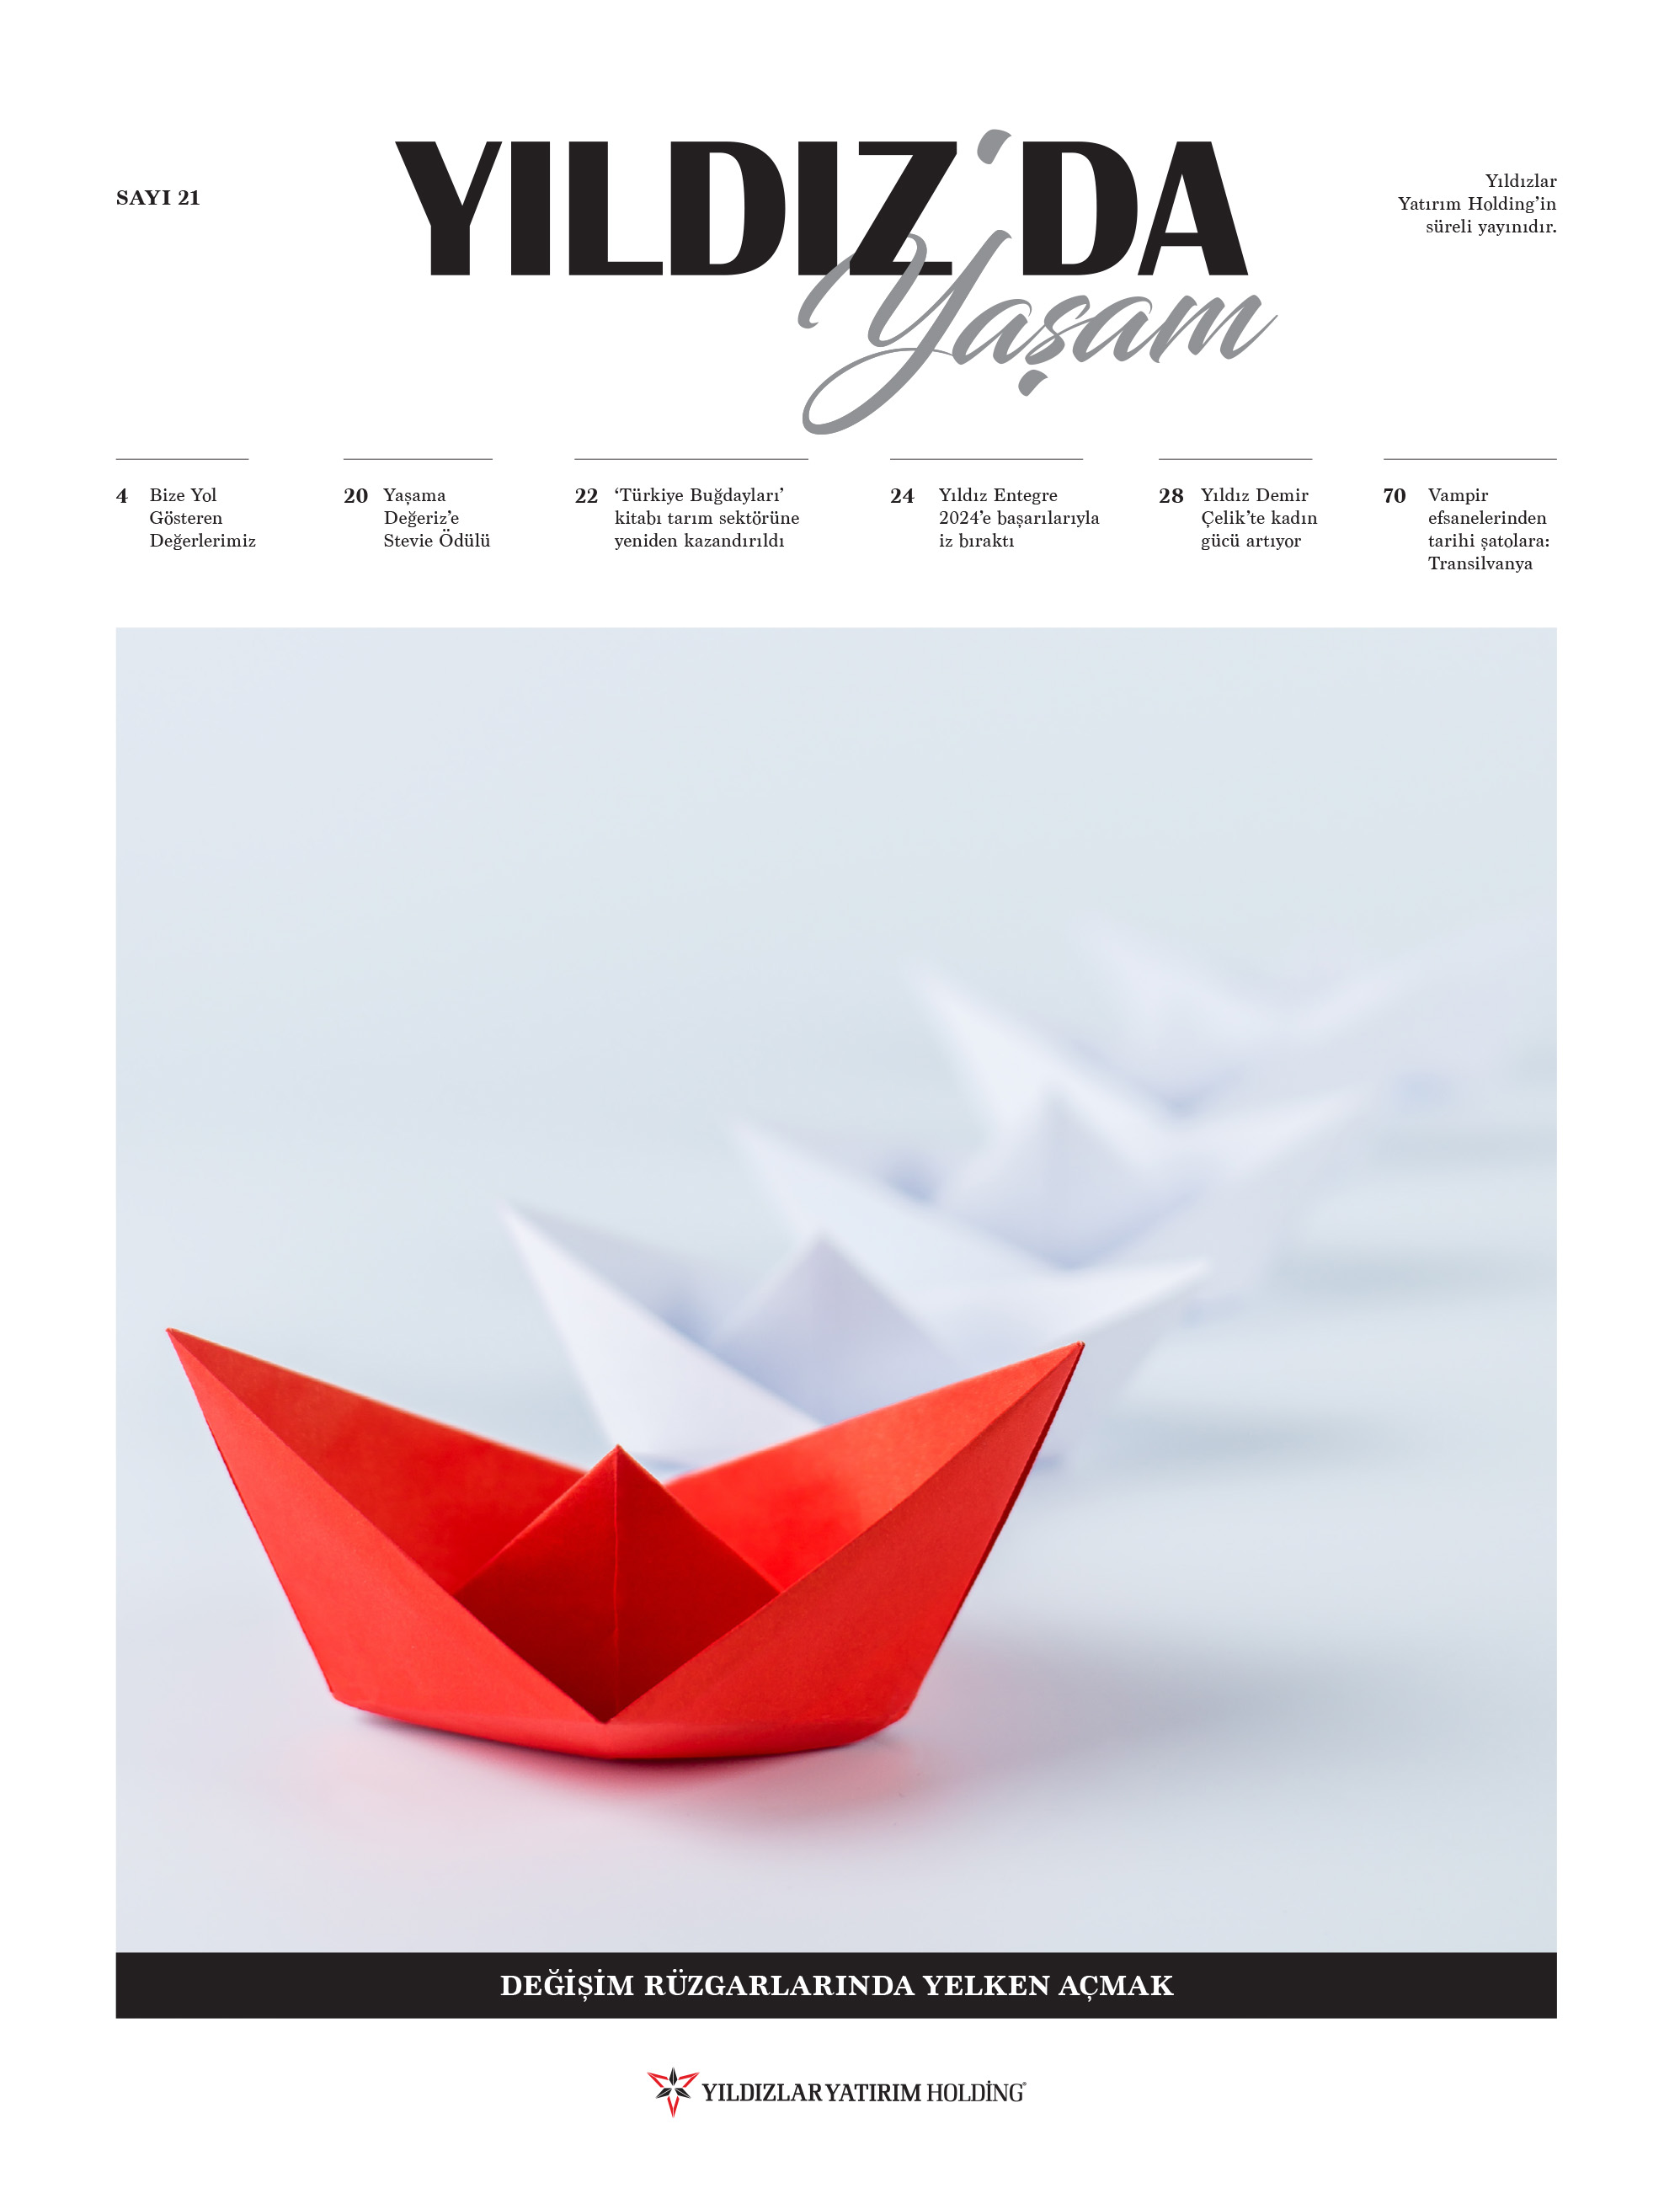 SAYI 21
YILDIZ'DA
Yaşam
Yıldızlar
Yatırım Holding’in
süreli yayınıdır.
4 Bize Yol
Gösteren
Değerlerimiz
20 Yaşama
Değeriz’e
Stevie Ödülü
22 ‘Türkiye Buğdayları’
kitabı tarım sektörüne
yeniden kazandırıldı
24 Yıldız Entegre
2024’e başarılarıyla
iz bıraktı
28 Yıldız Demir
Çelik’te kadın
gücü artıyor
70 Vampir
efsanelerinden
tarihi şatolara:
Transilvanya
DEĞİŞİM RÜZGARLARINDA YELKEN AÇMAK
YILDIZLAR YATIRIM HOLDİNG®